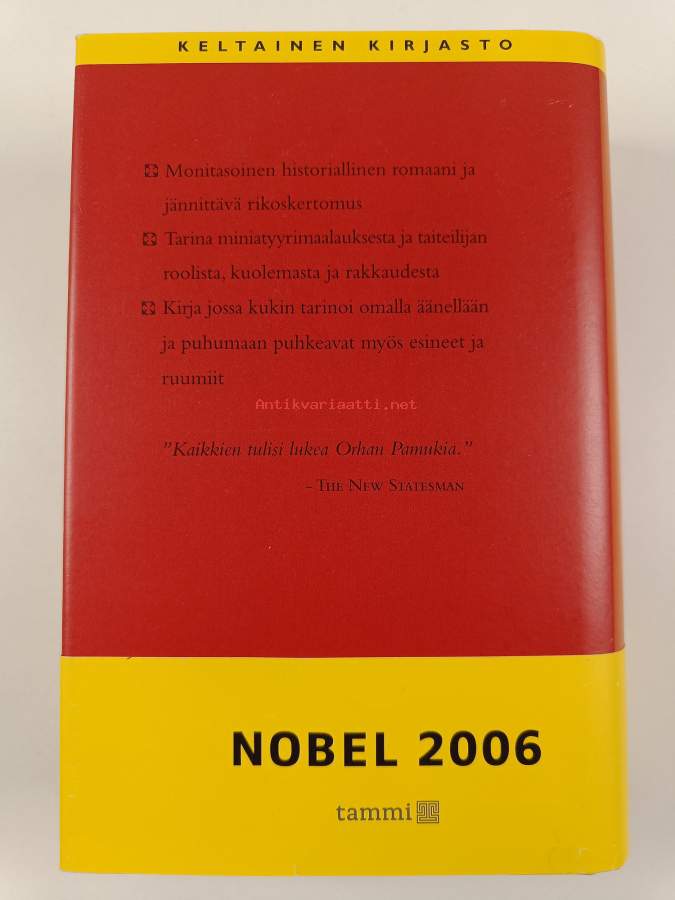 KELTAINEN KIRJASTO
Monitasoinen historiallinen romaani ja
jännittävä rikoskertomus
Tarina miniatyyrimaalauksesta ja taiteilijan
roolista, kuolemasta ja rakkaudesta
Kirja jossa kukin tarinoi omalla äänellään
ja puhumaan puhkeavat myös esineet ja
ruumiit
Antikvariaatti.net
"Kaikkien tulisi lukea Orhan Pamukia."
– THE NEW STATESMAN
NOBEL 2006
tammi